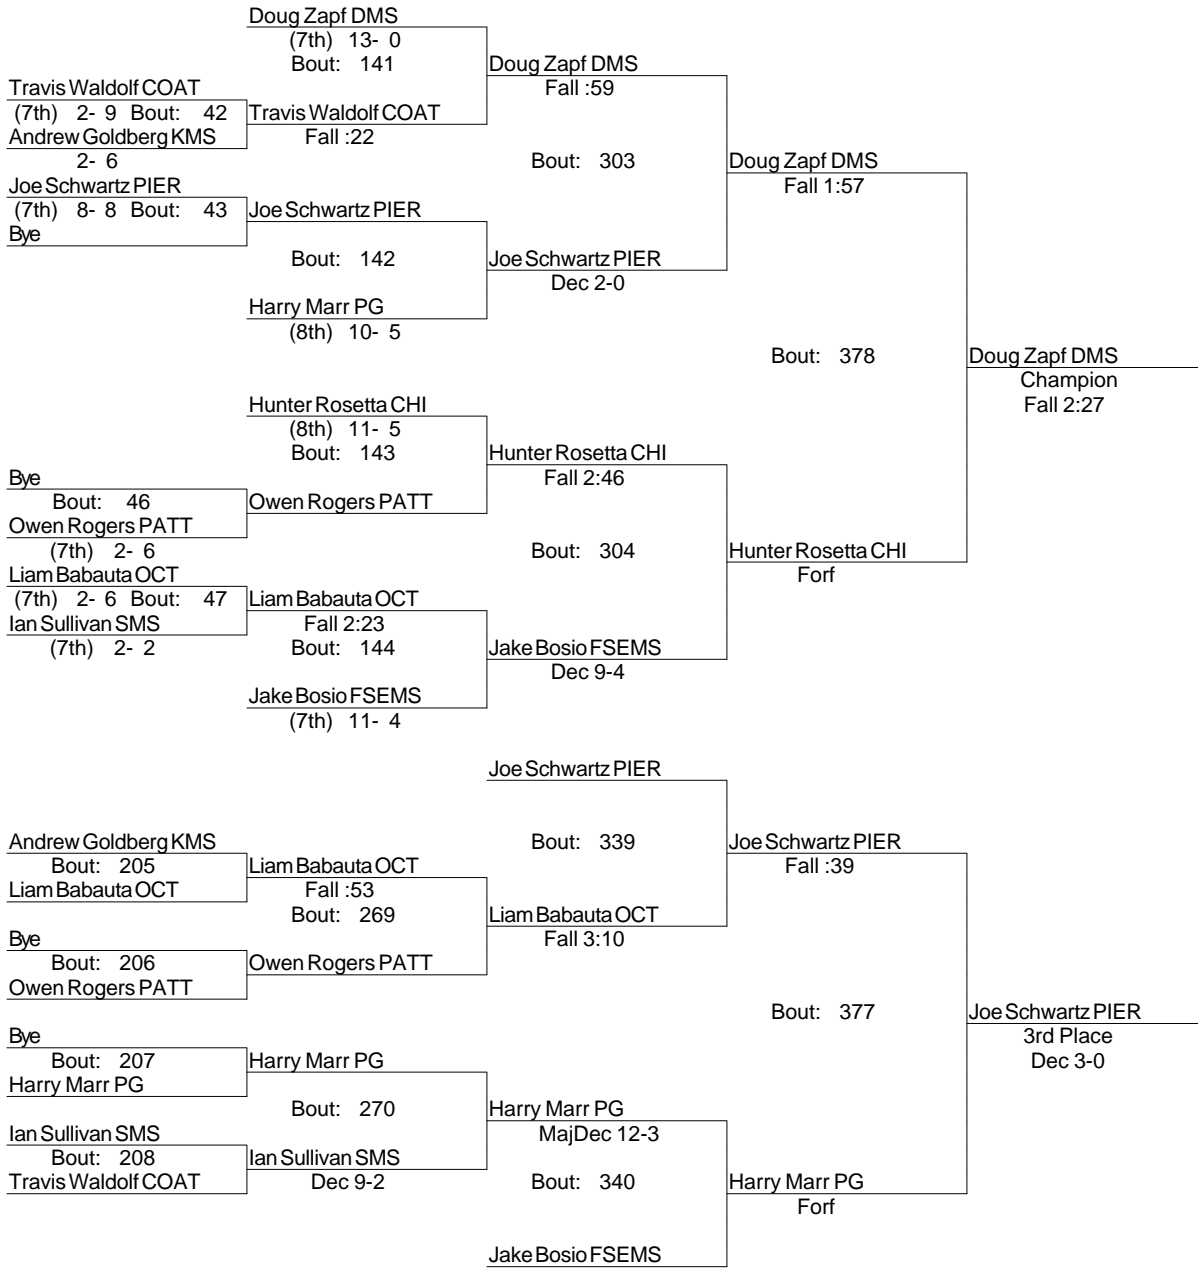 Doug Zapf DMS
(7th) 13- 0
Bout: 141
Doug Zapf DMS
Fall :59
Travis Waldolf COAT
(7th) 2- 9 Bout: 42
Travis Waldolf COAT
Fall :22
Andrew Goldberg KMS
2- 6
Bout: 303
Doug Zapf DMS
Fall 1:57
Joe Schwartz PIER
(7th) 8- 8 Bout: 43
Joe Schwartz PIER
Bye
Bout: 142
Joe Schwartz PIER
Dec 2-0
Harry Marr PG
(8th) 10- 5
Bout: 378
Doug Zapf DMS
Champion
Fall 2:27
Hunter Rosetta CHI
(8th) 11- 5
Bout: 143
Hunter Rosetta CHI
Fall 2:46
Bye
Bout: 46
Owen Rogers PATT
Owen Rogers PATT
(7th) 2- 6
Bout: 304
Hunter Rosetta CHI
Forf
Liam Babauta OCT
(7th) 2- 6 Bout: 47
Liam Babauta OCT
Fall 2:23
Ian Sullivan SMS
(7th) 2- 2
Bout: 144
Jake Bosio FSEMS
Dec 9-4
Jake Bosio FSEMS
(7th) 11- 4
Joe Schwartz PIER
Bout: 339
Joe Schwartz PIER
Fall :39
Andrew Goldberg KMS
Bout: 205
Liam Babauta OCT
Liam Babauta OCT
Fall :53
Bout: 269
Liam Babauta OCT
Fall 3:10
Bye
Bout: 206
Owen Rogers PATT
Owen Rogers PATT
Bout: 377
Joe Schwartz PIER
3rd Place
Dec 3-0
Bye
Bout: 207
Harry Marr PG
Harry Marr PG
Bout: 270
Harry Marr PG
MajDec 12-3
Ian Sullivan SMS
Bout: 208
Ian Sullivan SMS
Dec 9-2
Travis Waldolf COAT
Bout: 340
Harry Marr PG
Forf
Jake Bosio FSEMS